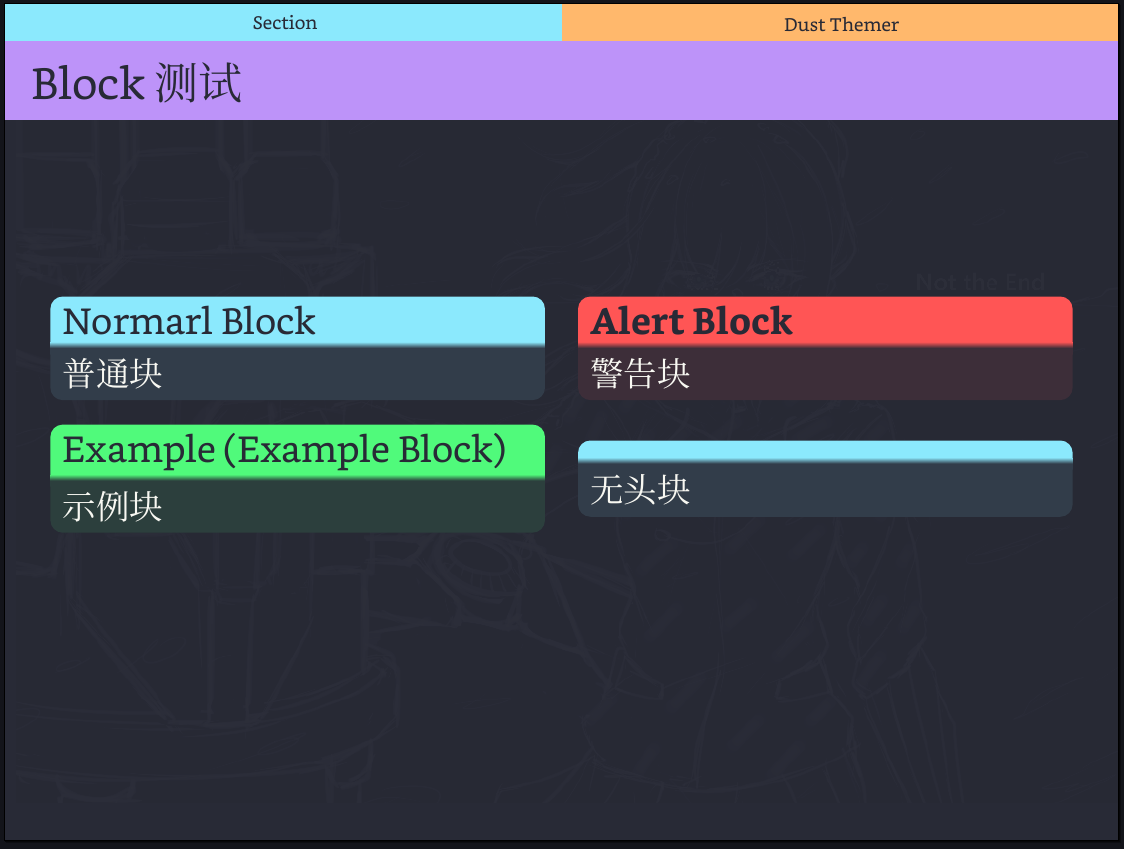 Section
Dust Themer
Block 测试
Not the End
Normarl Block
普通块
Alert Block
警告块
Example (Example Block)
示例块
无头块